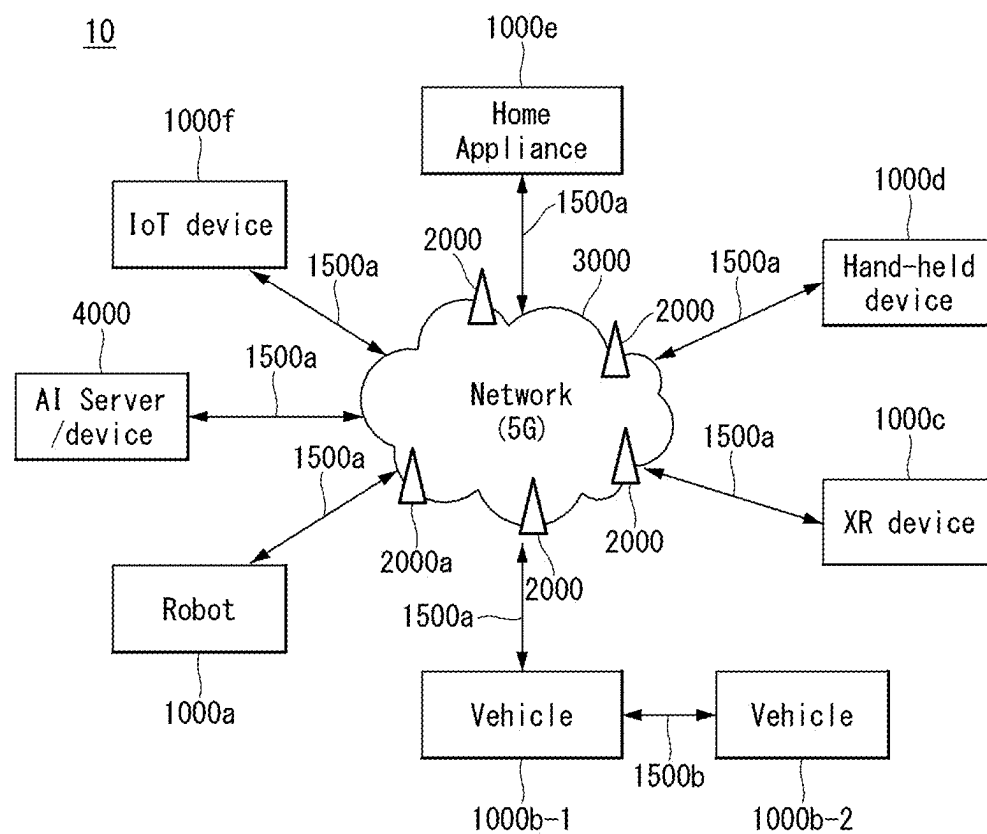 10
1000e
Home
Appliance
1000f
IoT device
1500a
1000d
Hand-held
device
2000
3000
1500a
1500a
2000
4000
AI Server
/device
1500a
Network
(5G)
1000c
XR device
1500a
1500a
2000a
2000
2000
Robot
1000a
1500a
Vehicle
Vehicle
1500b
1000b-1
1000b-2